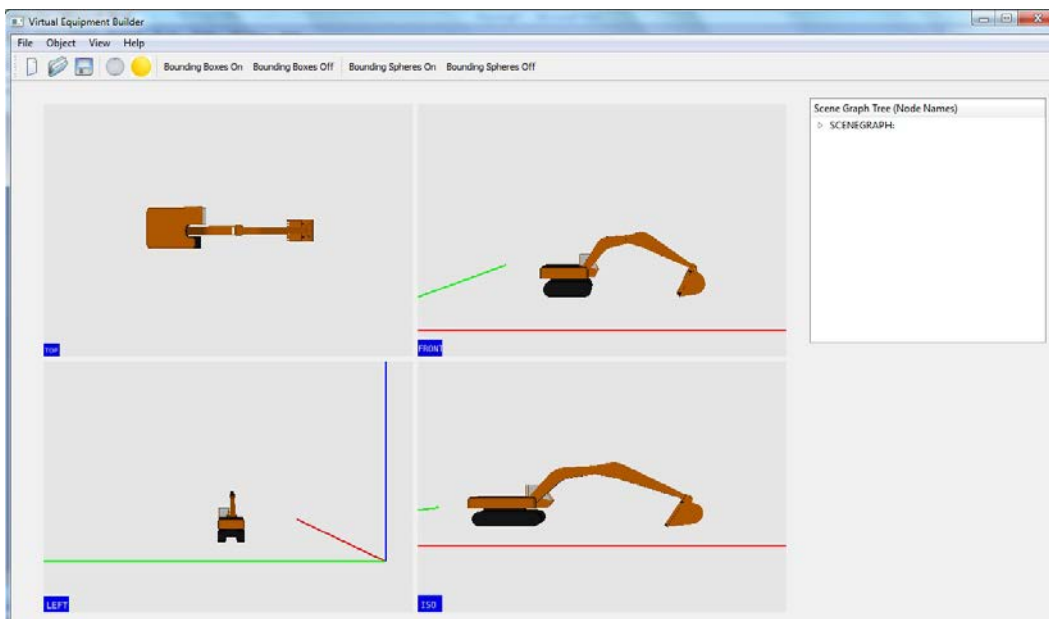 Virtual Equipment Builder
File Object View Help
Bounding Boxes On Bounding Boxes Off Bounding Spheres On Bounding Spheres Off
Scene Graph Tree (Node Names)
SCENEGRAPH:
TOP
FRONT
LEFT
ISO